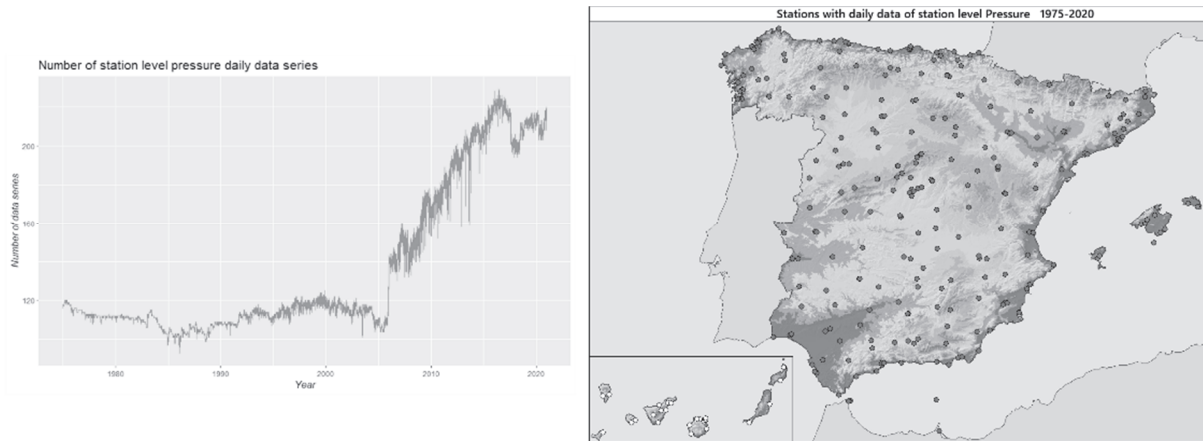 Number of station level pressure daily data series
Number of data series
200
160
120
1980
1990
2000
2010
2020
Year
Stations with daily data of station level Pressure 1975-2020